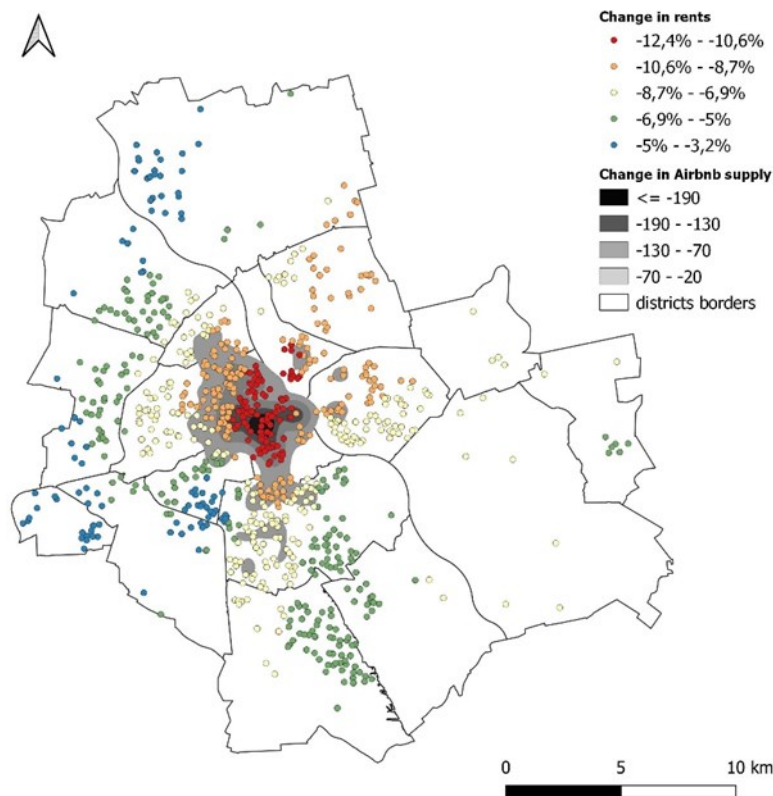 Change in rents
-12,4% - -10,6%
-10,6% - -8,7%
-8,7% - -6,9%
-6,9% - -5%
-5% - -3,2%
Change in Airbnb supply
<= -190
-190 - -130
-130 - -70
-70 - -20
districts borders
0 5 10 km